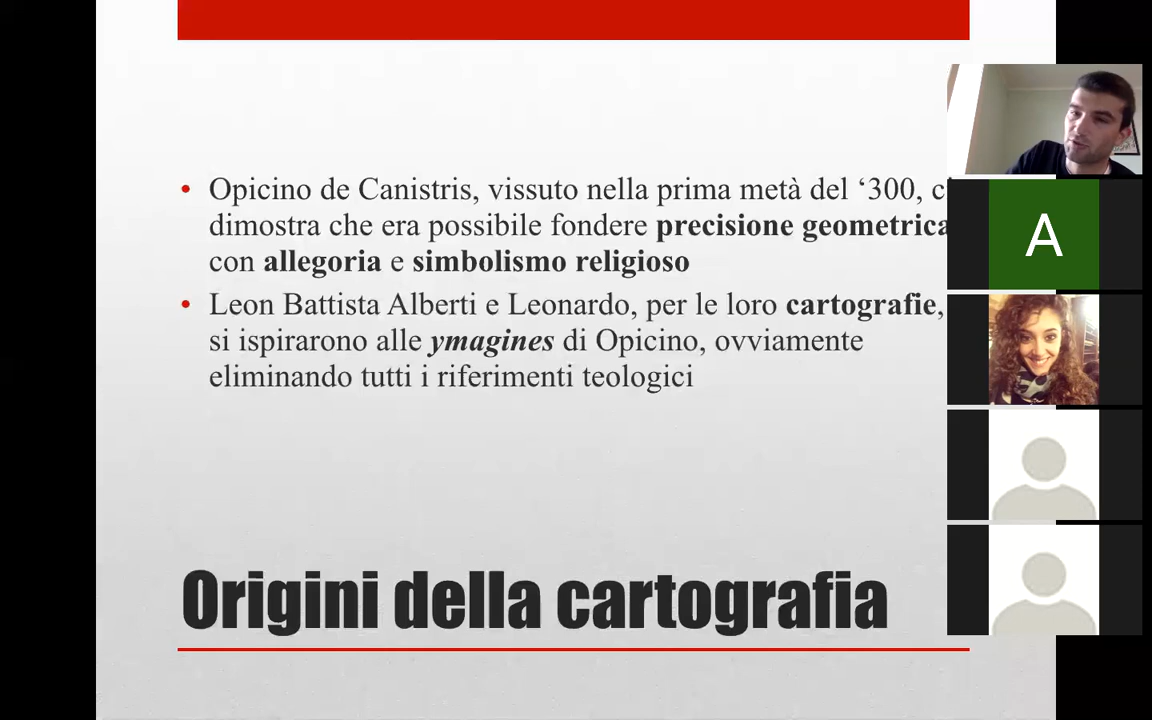 • Opicino de Canistris, vissuto nella prima metà del ‘300,
dimostra che era possibile fondere precisione geometrica
con allegoria e simbolismo religioso
• Leon Battista Alberti e Leonardo, per le loro cartografie,
si ispirarono alle ymagines di Opicino, ovviamente
eliminando tutti i riferimenti teologici
Origini della cartografia
A